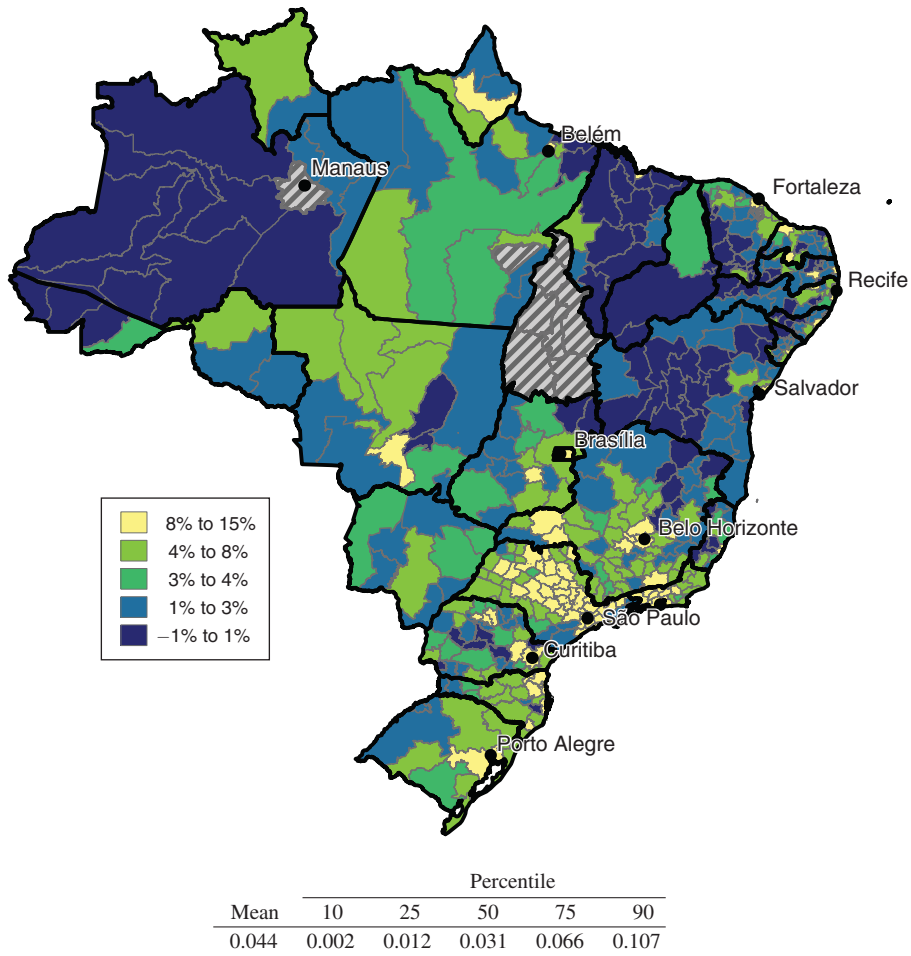 Belém
Manaus
Fortaleza
Recife
Salvador
Brasília
8% to 15%
4% to 8%
3% to 4%
1% to 3%
−1% to 1%
Belo Horizonte
São Paulo
Curitiba
Porto Alegre
Percentile
Mean 10 25 50 75 90
0.044 0.002 0.012 0.031 0.066 0.107